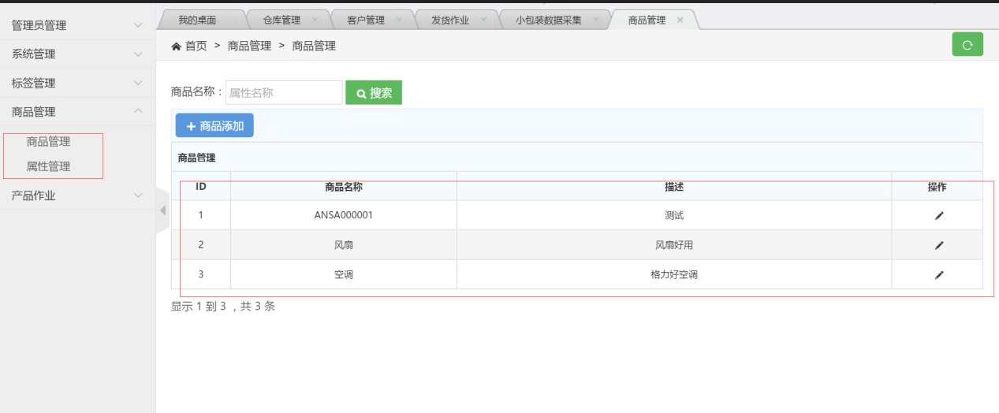 管理员管理
系统管理
标签管理
商品管理
商品管理
属性管理
产品作业
我的桌面 仓库管理 客户管理 发货作业 小包装数据采集 商品管理
首页 > 商品管理 > 商品管理
商品名称： 属性名称 搜索
商品添加
商品管理
ID 商品名称 描述 操作
1 ANSA000001 测试
2 风扇 风扇好用
3 空调 格力好空调
显示 1 到 3 ，共 3 条